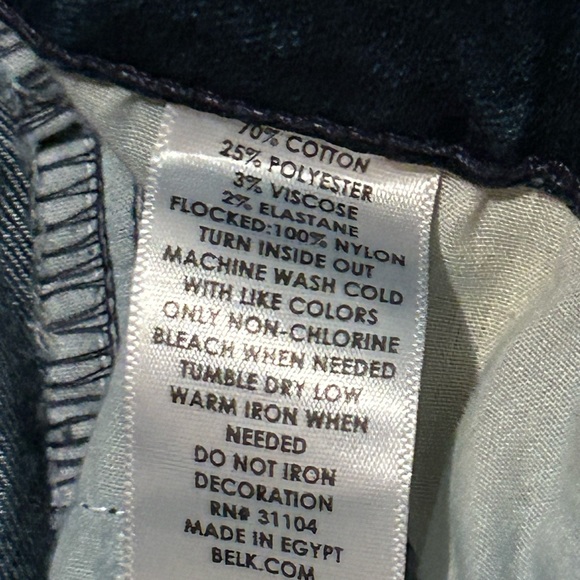 70% COTTON
25% POLYESTER
3% VISCOSE
2% ELASTANE
FLOCKED:100% NYLON
TURN INSIDE OUT
MACHINE WASH COLD
WITH LIKE COLORS
ONLY NON-CHLORINE
BLEACH WHEN NEEDED
TUMBLE DRY LOW
WARM IRON WHEN
NEEDED
DO NOT IRON
DECORATION
RN# 31104
MADE IN EGYPT
BELK.COM